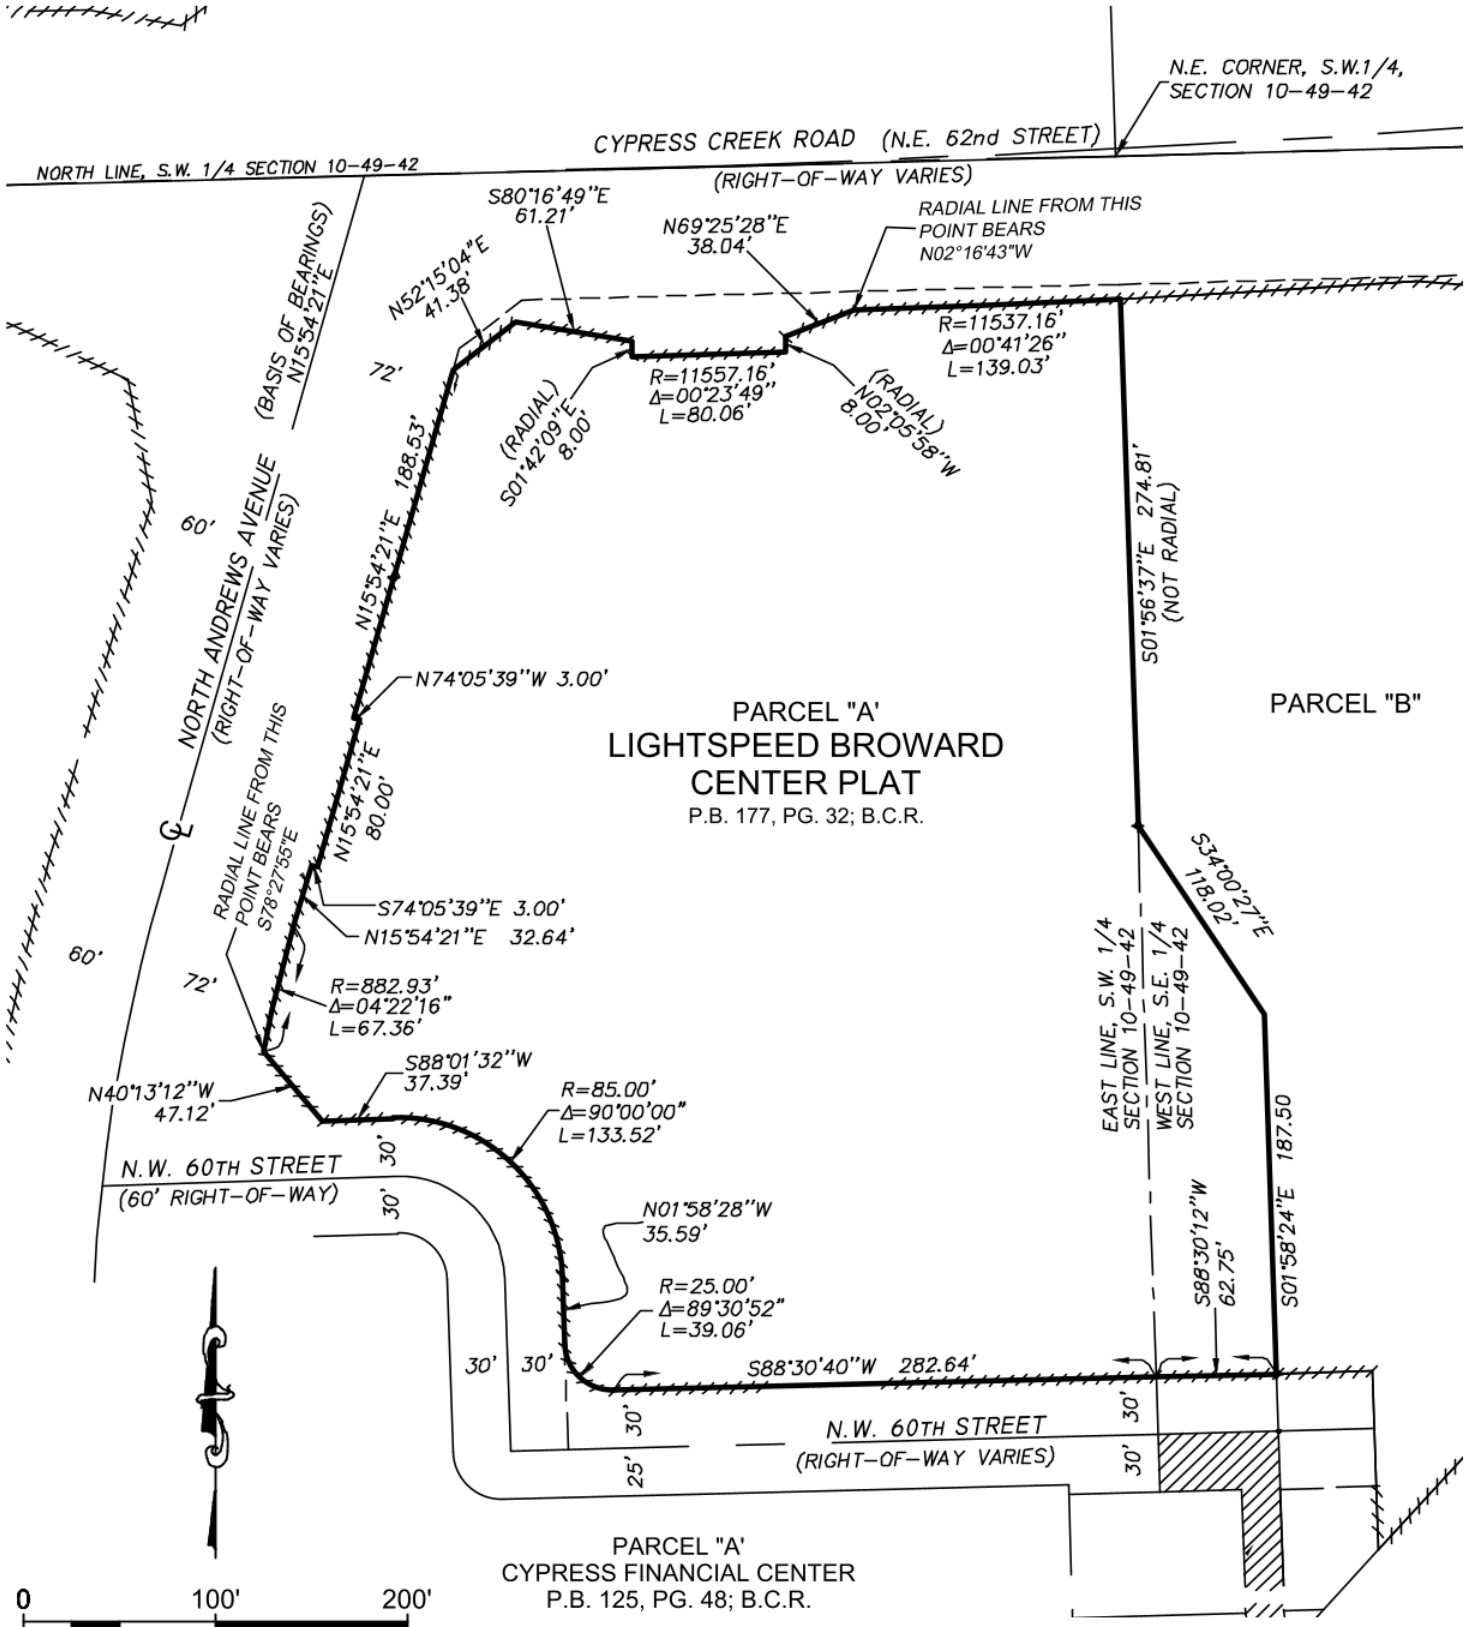 N.E. CORNER, S.W.1/4,
SECTION 10-49-42
CYPRESS CREEK ROAD (N.E. 62nd STREET)
NORTH LINE, S.W. 1/4 SECTION 10-49-42
(RIGHT-OF-WAY VARIES)
S80°16'49"E
61.21'
N69°25'28"E
38.04'
RADIAL LINE FROM THIS
POINT BEARS
N02°16'43"W
N52°15'04"E
41.38'
(BASIS OF BEARINGS)
N15°54'21"E
72'
R=11537.16'
Δ=00°41'26"
L=139.03'
R=11557.16'
Δ=00°23'49"
L=80.06'
(RADIAL)
S01°42'09"E
8.00'
(RADIAL)
N02°05'58"W
8.00'
N15°54'21"E 188.53'
S01°56'37"E 274.81'
(NOT RADIAL)
60'
NORTH ANDREWS AVENUE
(RIGHT-OF-WAY VARIES)
N74°05'39"W 3.00'
PARCEL "A'
LIGHTSPEED BROWARD
CENTER PLAT
P.B. 177, PG. 32; B.C.R.
PARCEL "B"
N15°54'21"E
80.00'
RADIAL LINE FROM THIS
POINT BEARS
S78°27'55"E
S74°05'39"E 3.00'
N15°54'21"E 32.64'
S34°00'27"E
118.02'
60'
72'
R=882.93'
Δ=04°22'16"
L=67.36'
EAST LINE, S.W. 1/4
SECTION 10-49-42
WEST LINE, S.E. 1/4
SECTION 10-49-42
N40°13'12"W
47.12'
S88°01'32"W
37.39'
R=85.00'
Δ=90°00'00"
L=133.52'
S01°58'24"E 187.50
30'
30'
N.W. 60TH STREET
(60' RIGHT-OF-WAY)
N01°58'28"W
35.59'
S88°30'12"W
62.75'
R=25.00'
Δ=89°30'52"
L=39.06'
30'
30'
S88°30'40"W 282.64'
30'
25'
30'
30'
N.W. 60TH STREET
(RIGHT-OF-WAY VARIES)
PARCEL "A'
CYPRESS FINANCIAL CENTER
P.B. 125, PG. 48; B.C.R.
0 100' 200'